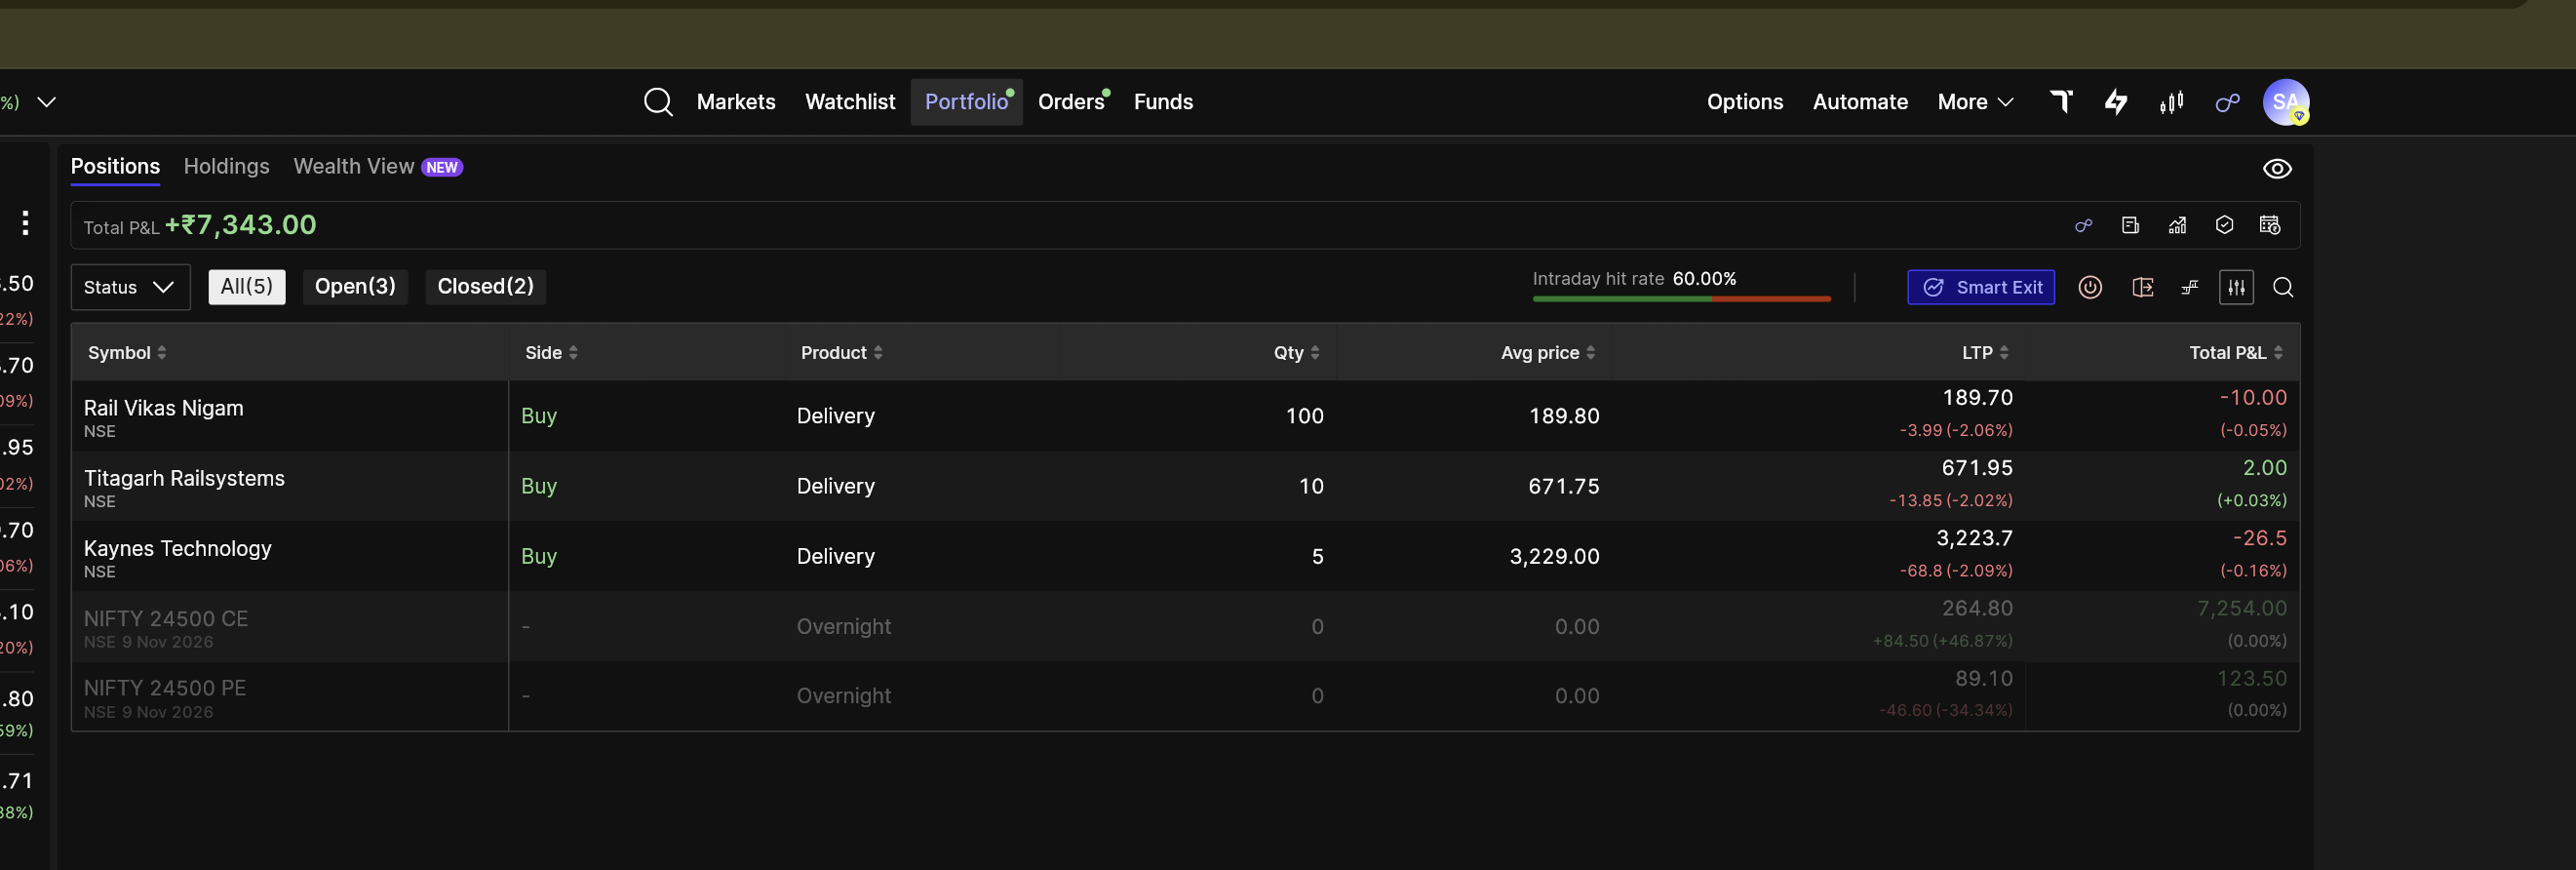 %)
Markets Watchlist Portfolio Orders Funds
Options Automate More
SA
Positions Holdings Wealth View NEW
Total P&L +₹7,343.00
Status All(5) Open(3) Closed(2)
Intraday hit rate 60.00%
Smart Exit
Symbol Side Product Qty Avg price LTP Total P&L
Rail Vikas Nigam Buy Delivery 100 189.80 189.70 -10.00
NSE -3.99 (-2.06%) (-0.05%)
Titagarh Railsystems Buy Delivery 10 671.75 671.95 2.00
NSE -13.85 (-2.02%) (+0.03%)
Kaynes Technology Buy Delivery 5 3,229.00 3,223.7 -26.5
NSE -68.8 (-2.09%) (-0.16%)
NIFTY 24500 CE - Overnight 0 0.00 264.80 7,254.00
NSE 9 Nov 2026 +84.50 (+46.87%) (0.00%)
NIFTY 24500 PE - Overnight 0 0.00 89.10 123.50
NSE 9 Nov 2026 -46.60 (-34.34%) (0.00%)
.50
22%)
.70
09%)
.95
02%)
.70
06%)
.10
20%)
.80
59%)
.71
38%)